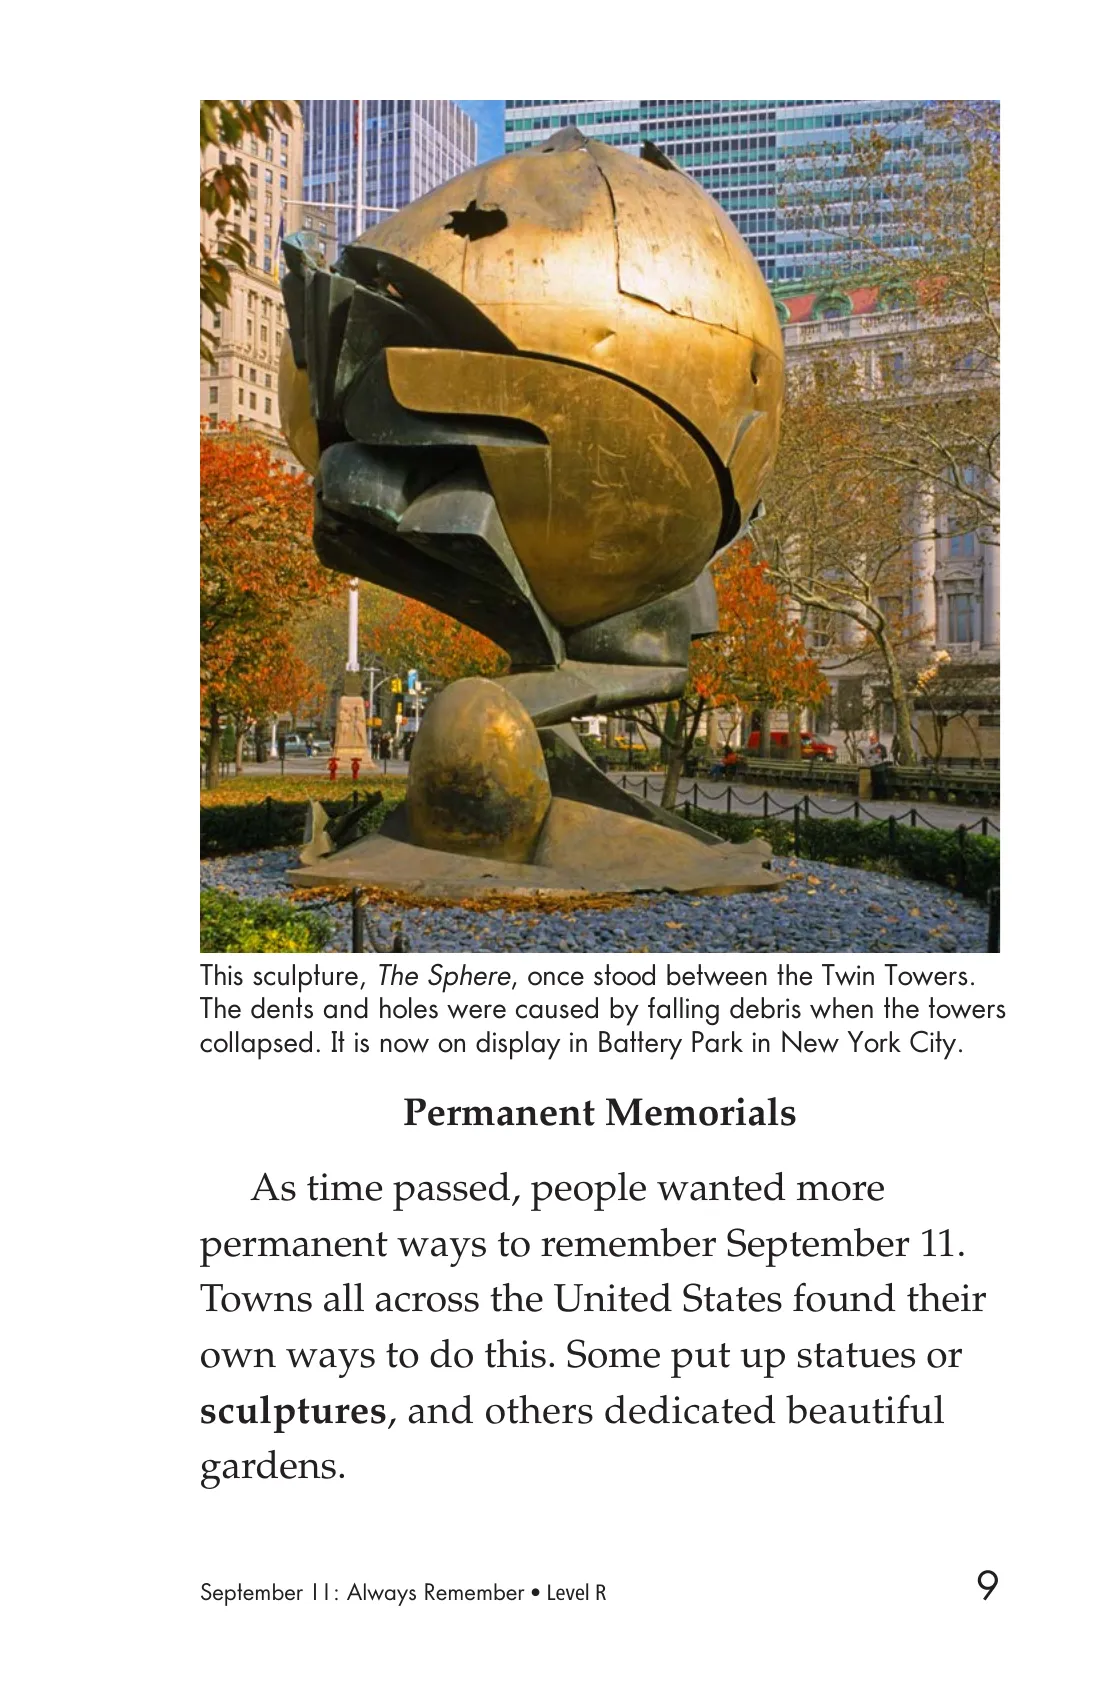 This sculpture, The Sphere, once stood between the Twin Towers.
The dents and holes were caused by falling debris when the towers
collapsed. It is now on display in Battery Park in New York City.
Permanent Memorials
As time passed, people wanted more
permanent ways to remember September 11.
Towns all across the United States found their
own ways to do this. Some put up statues or
sculptures, and others dedicated beautiful
gardens.
September 11: Always Remember • Level R
9